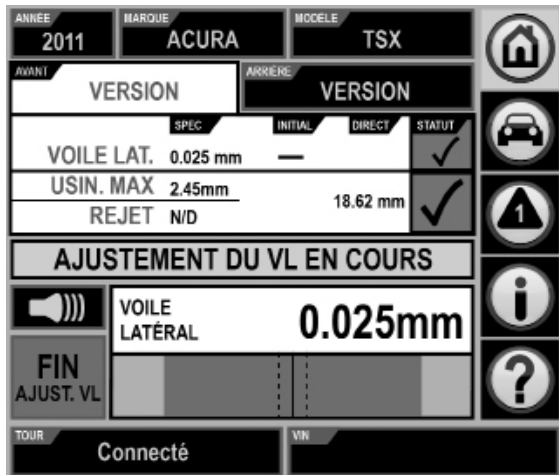 ANNÉE
2011
MARQUE
ACURA
MODÈLE
TSX
AVANT
VERSION
ARRIÈRE
VERSION
SPEC INITIAL DIRECT STATUT
VOILE LAT. 0.025 mm —
USIN. MAX 2.45mm
18.62 mm
REJET N/D
AJUSTEMENT DU VL EN COURS
VOILE
LATÉRAL
0.025mm
FIN
AJUST. VL
TOUR
Connecté
VIN
1
i
?